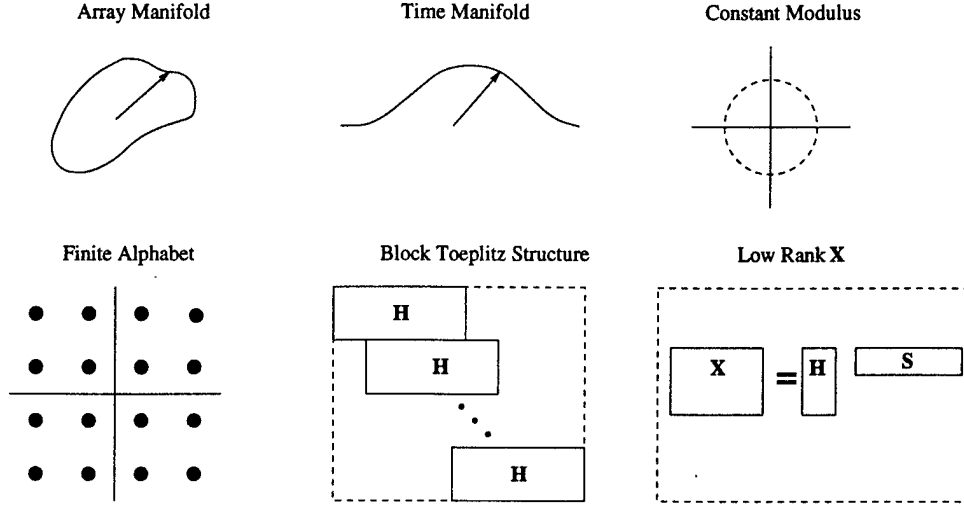 Array Manifold
Time Manifold
Constant Modulus
Finite Alphabet
Block Toeplitz Structure
Low Rank X
H
H
H
X = H S